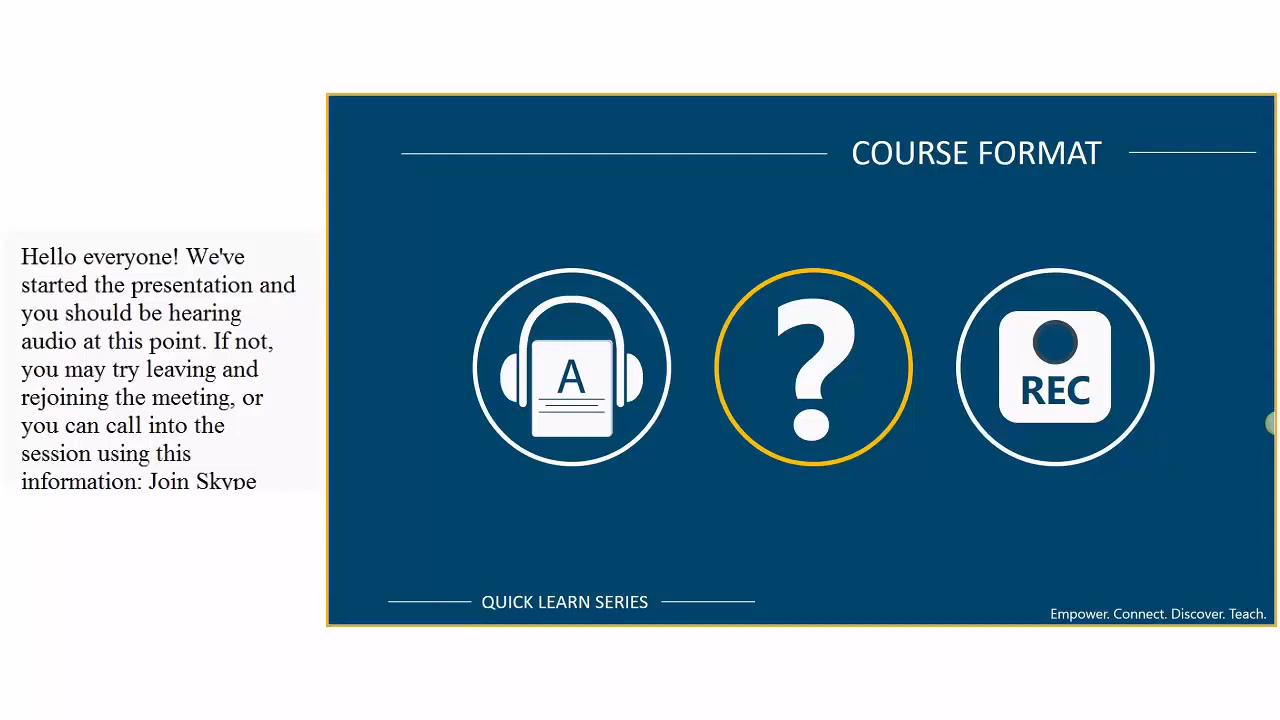 Hello everyone! We've
started the presentation and
you should be hearing
audio at this point. If not,
you may try leaving and
rejoining the meeting, or
you can call into the
session using this
information: Join Skype
COURSE FORMAT
A
?
REC
QUICK LEARN SERIES
Empower. Connect. Discover. Teach.